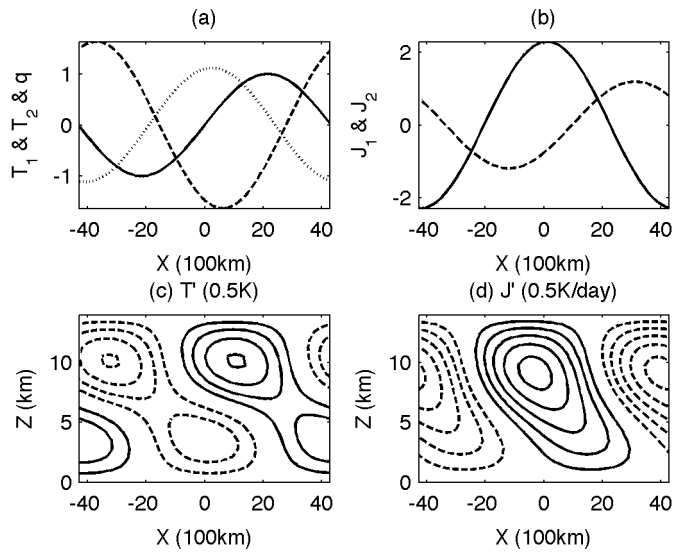 (a)
T1 & T2 & q
1
0
-1
-40 -20 0 20 40
X (100km)
(b)
J1 & J2
2
0
-2
-40 -20 0 20 40
X (100km)
(c) T' (0.5K)
Z (km)
10
5
0
-40 -20 0 20 40
X (100km)
(d) J' (0.5K/day)
Z (km)
10
5
0
-40 -20 0 20 40
X (100km)